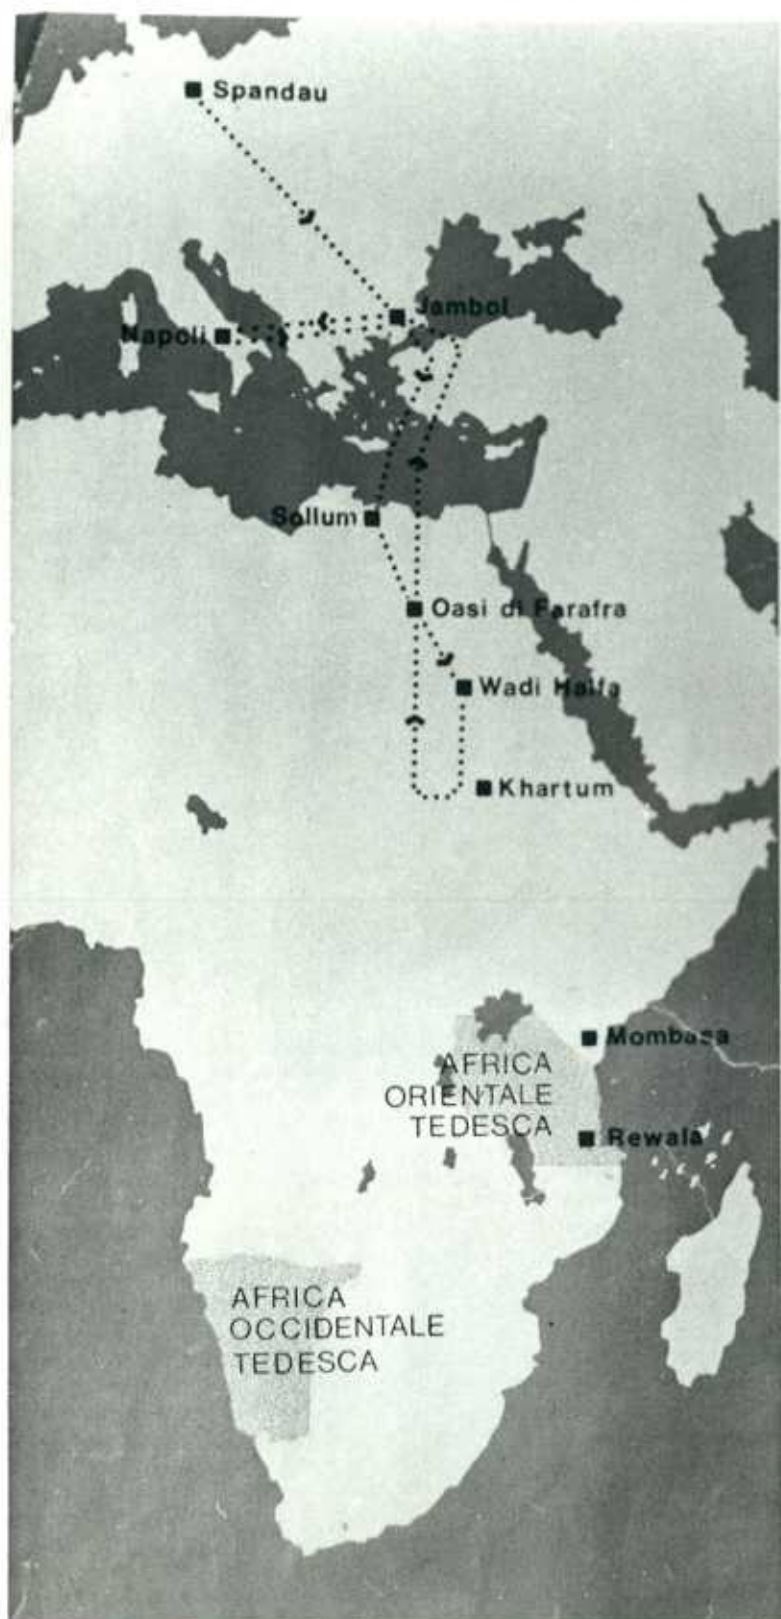 Spandau
Jambol
Napoli
Sollum
Oasi di Farafra
Wadi Halfa
Khartum
Mombasa
AFRICA
ORIENTALE
TEDESCA
Rewala
AFRICA
OCCIDENTALE
TEDESCA